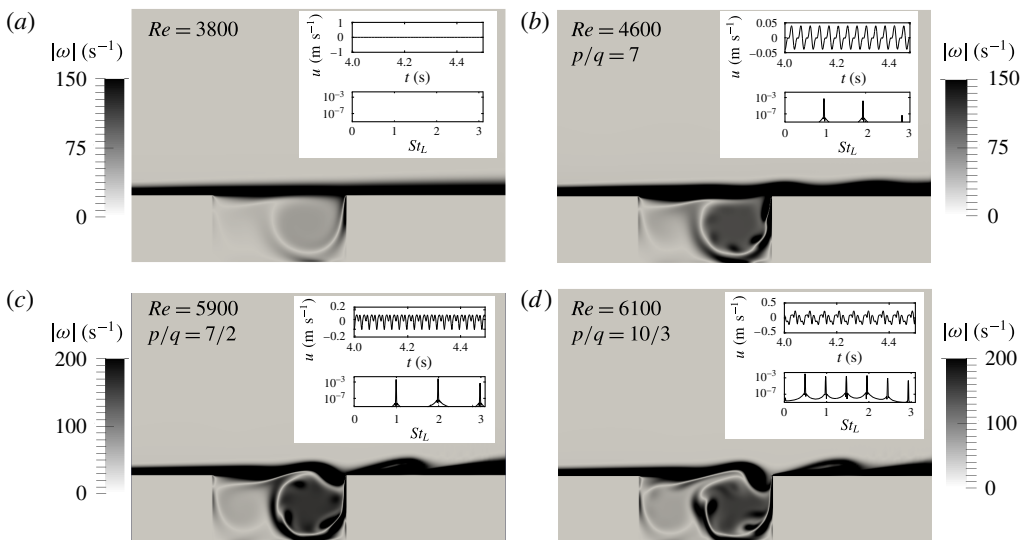 (a)
Re = 3800
|ω| (s⁻¹)
150
75
0
1
0
−1
u (m s⁻¹)
4.0 4.2 4.4
t (s)
10⁻³
10⁻⁷
0 1 2 3
St_L
(b)
Re = 4600
p/q = 7
|ω| (s⁻¹)
150
75
0
0.05
0
−0.05
u (m s⁻¹)
4.0 4.2 4.4
t (s)
10⁻³
10⁻⁷
0 1 2 3
St_L
(c)
Re = 5900
p/q = 7/2
|ω| (s⁻¹)
200
100
0
0.2
0
−0.2
u (m s⁻¹)
4.0 4.2 4.4
t (s)
10⁻³
10⁻⁷
0 1 2 3
St_L
(d)
Re = 6100
p/q = 10/3
|ω| (s⁻¹)
200
100
0
0.5
0
−0.5
u (m s⁻¹)
4.0 4.2 4.4
t (s)
10⁻³
10⁻⁷
0 1 2 3
St_L